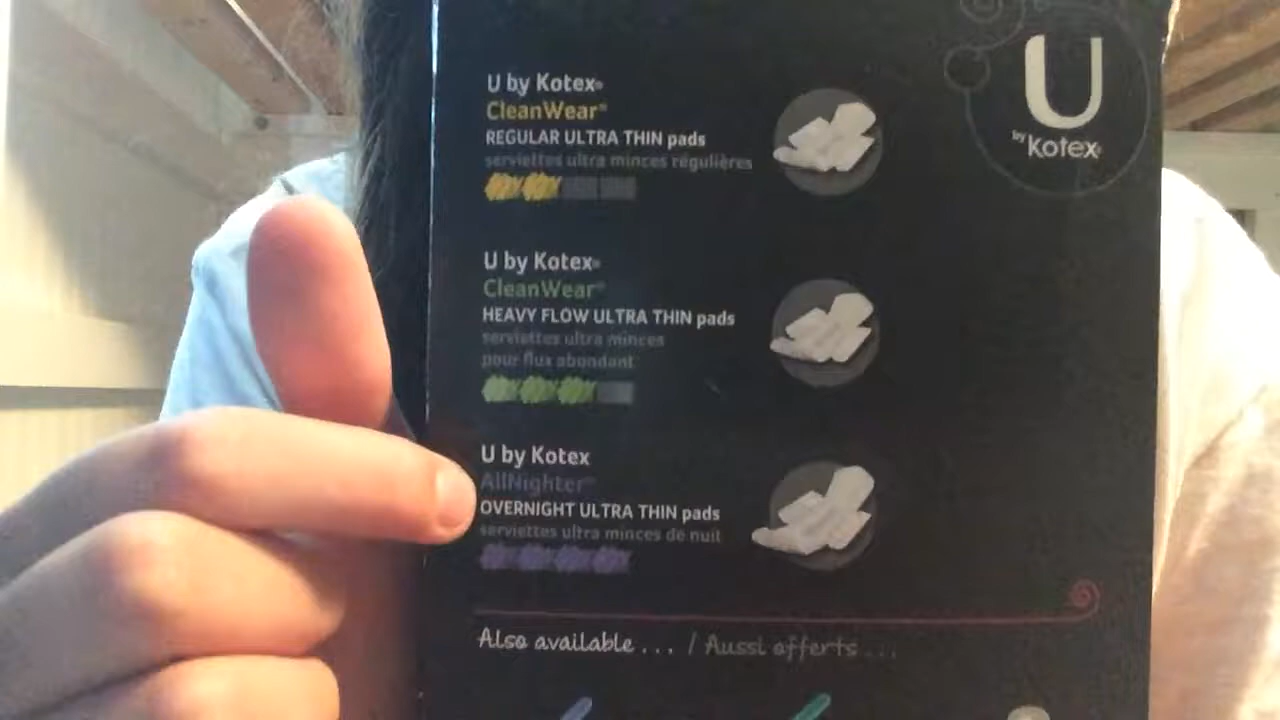 U by Kotex®
CleanWear®
REGULAR ULTRA THIN pads
serviettes ultra minces régulières
U by Kotex®
CleanWear®
HEAVY FLOW ULTRA THIN pads
serviettes ultra minces
pour flux abondant
U by Kotex
AllNighter™
OVERNIGHT ULTRA THIN pads
serviettes ultra minces de nuit
Also available . . . / Aussi offerts . . .
U
by Kotex®